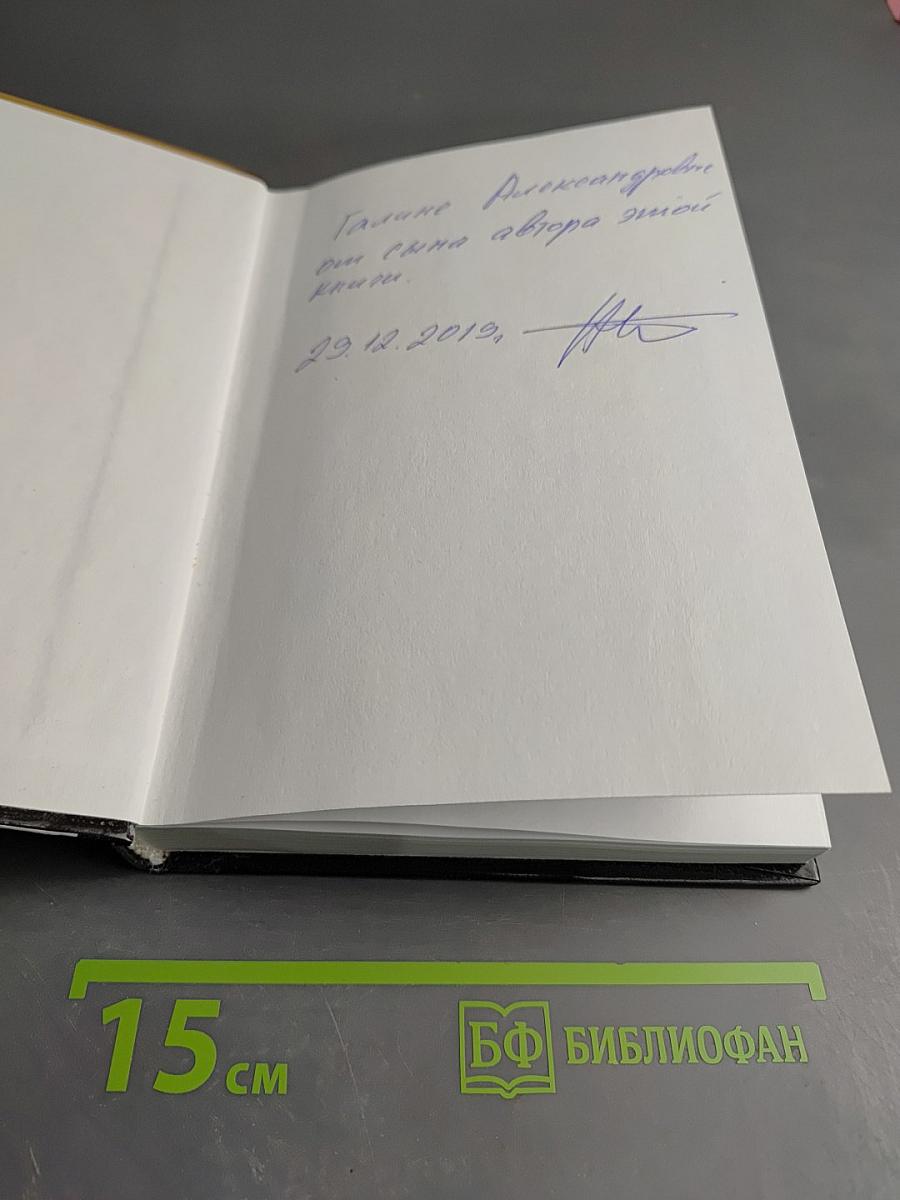 Галине Александровне
от сына автора этой
книги.
29.12.2019г.
15 см
БФ БИБЛИОФАН